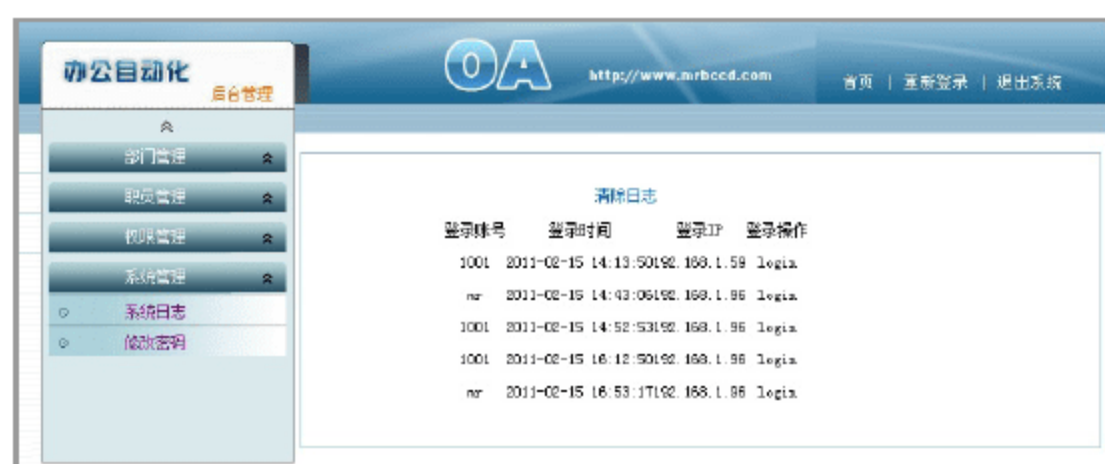 办公自动化
后台管理
OA
http://www.mrbccd.com
首页 | 重新登录 | 退出系统
部门管理
职员管理
权限管理
系统管理
系统日志
修改密码
清除日志
登录账号 登录时间 登录IP 登录操作
1001 2011-02-15 14:13:50192.168.1.59 login
mr 2011-02-15 14:43:06192.168.1.96 login
1001 2011-02-15 14:52:53192.168.1.96 login
1001 2011-02-15 16:12:50192.168.1.96 login
mr 2011-02-15 16:53:17192.168.1.96 login